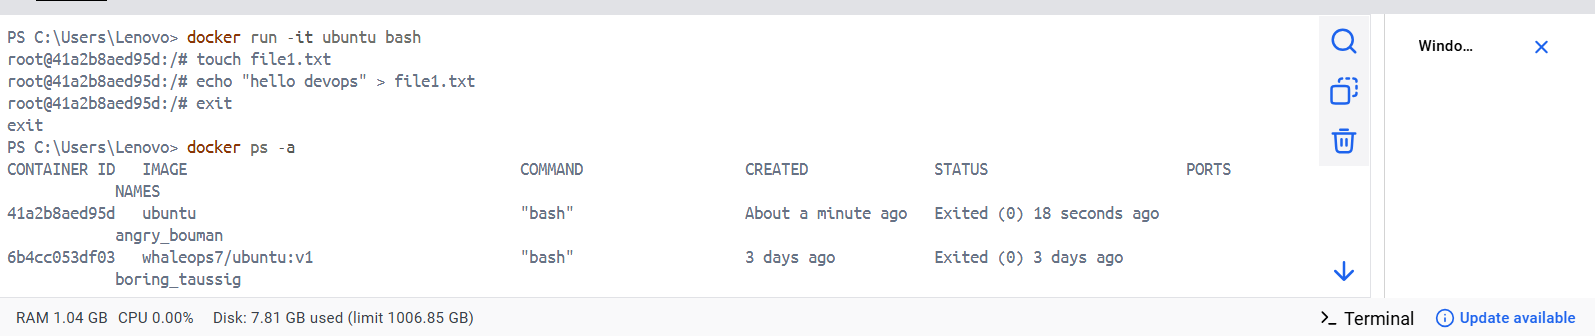 PS C:\Users\Lenovo> docker run -it ubuntu bash
root@41a2b8aed95d:/# touch file1.txt
root@41a2b8aed95d:/# echo "hello devops" > file1.txt
root@41a2b8aed95d:/# exit
exit
PS C:\Users\Lenovo> docker ps -a
CONTAINER ID   IMAGE   COMMAND   CREATED   STATUS   PORTS
NAMES
41a2b8aed95d   ubuntu   "bash"   About a minute ago   Exited (0) 18 seconds ago
angry_bouman
6b4cc053df03   whaleops7/ubuntu:v1   "bash"   3 days ago   Exited (0) 3 days ago
boring_taussig
Windo...
RAM 1.04 GB   CPU 0.00%   Disk: 7.81 GB used (limit 1006.85 GB)   >_ Terminal   Update available